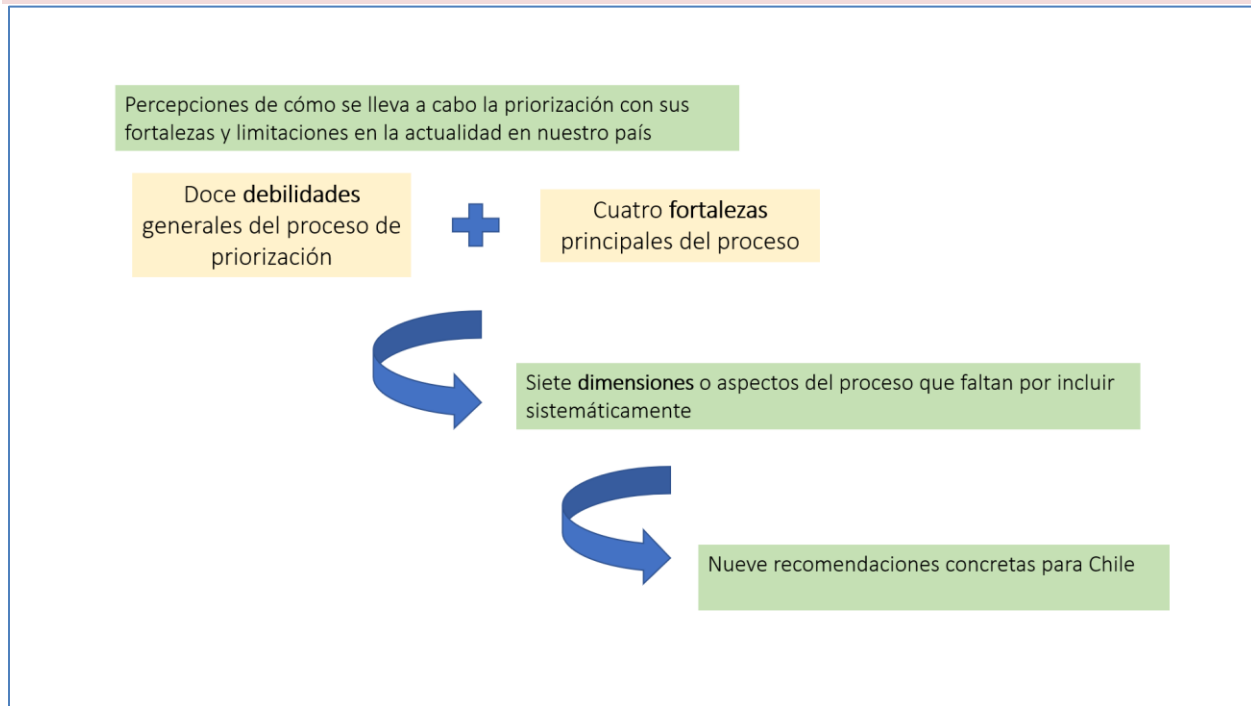 Percepciones de cómo se lleva a cabo la priorización con sus
fortalezas y limitaciones en la actualidad en nuestro país
Doce debilidades
generales del proceso de
priorización
Cuatro fortalezas
principales del proceso
Siete dimensiones o aspectos del proceso que faltan por incluir
sistemáticamente
Nueve recomendaciones concretas para Chile